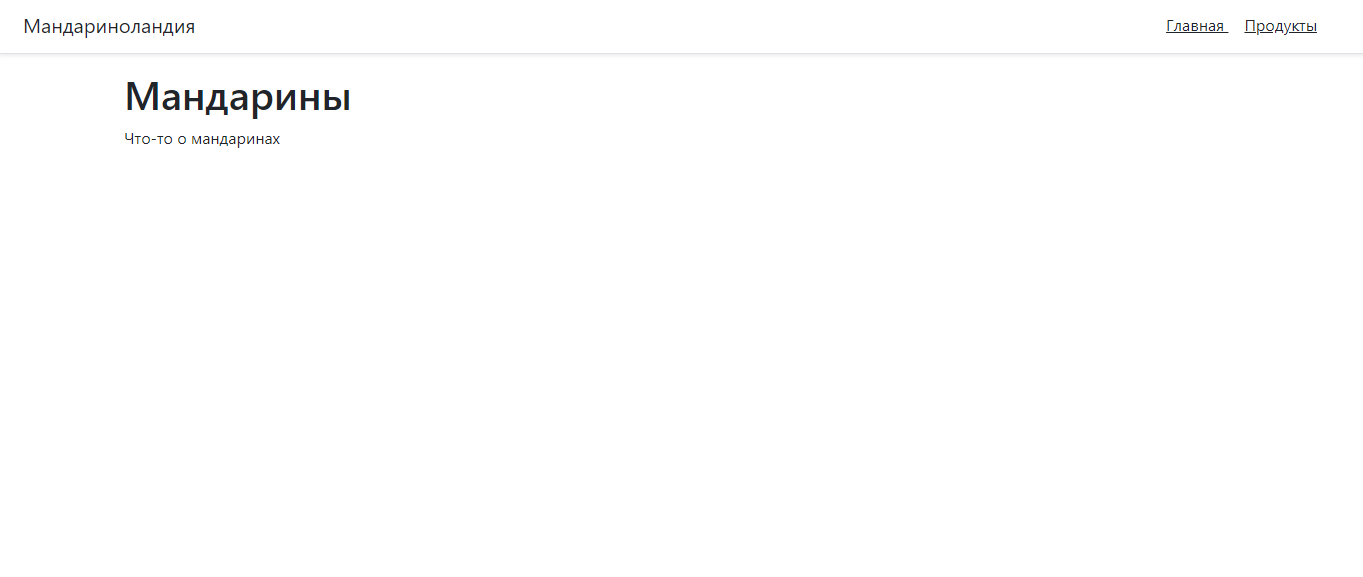 Мандариноландия
Главная Продукты
Мандарины
Что-то о мандаринах